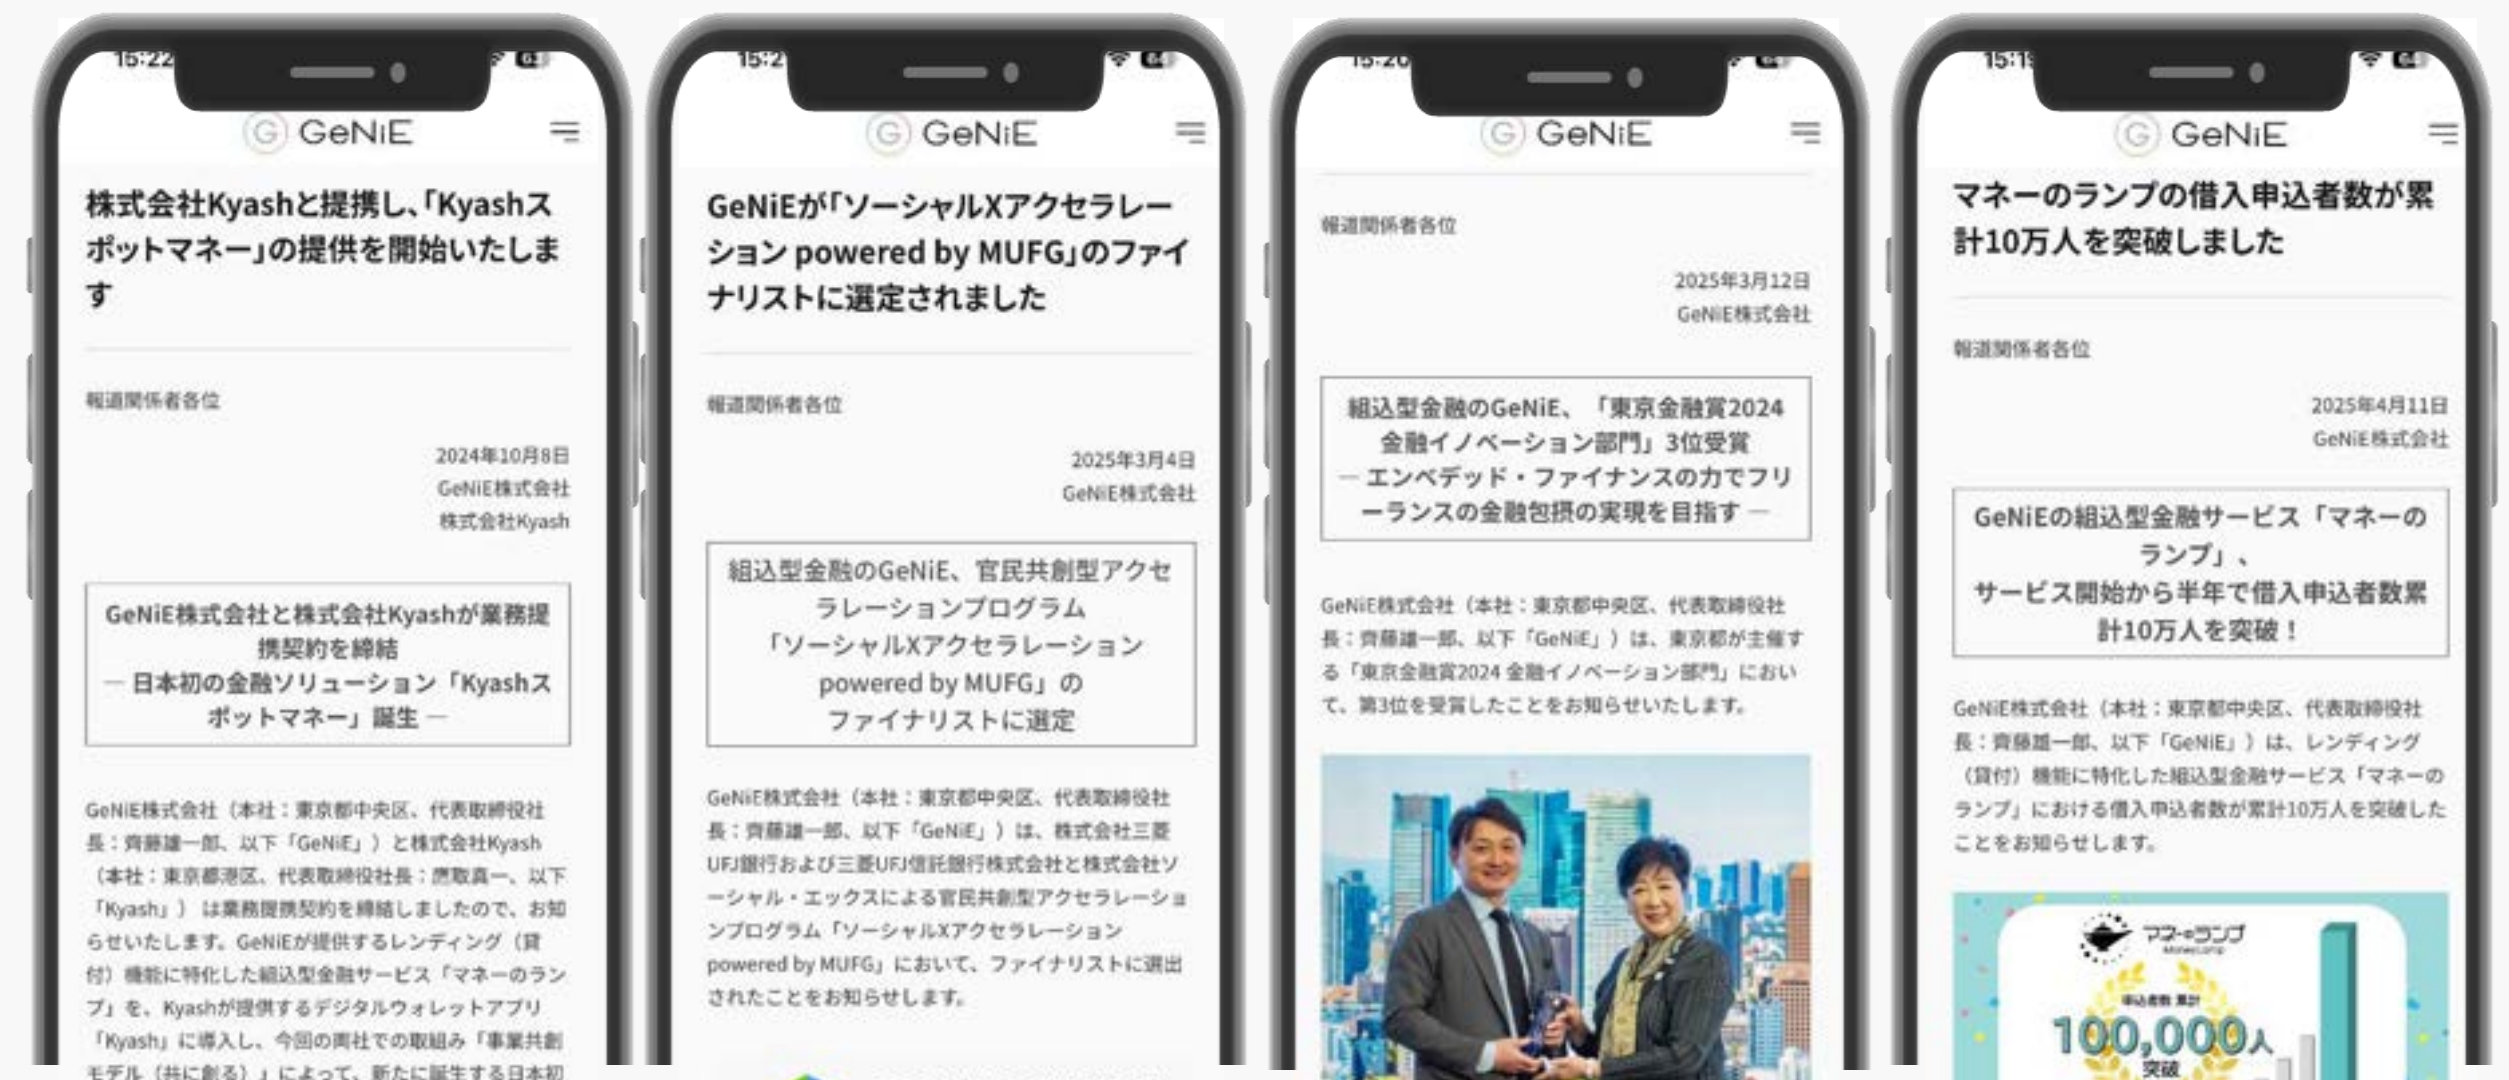 15:22
GeNiE
株式会社Kyashと提携し、「Kyashス
ポットマネー」の提供を開始いたしま
す
報道関係者各位
2024年10月8日
GeNiE株式会社
株式会社Kyash
GeNiE株式会社と株式会社Kyashが業務提
携契約を締結
― 日本初の金融ソリューション「Kyashス
ポットマネー」誕生 ―
GeNiE株式会社（本社：東京都中央区、代表取締役社
長：齊藤雄一郎、以下「GeNiE」）と株式会社Kyash
（本社：東京都港区、代表取締役社長：鷹取真一、以下
「Kyash」） は業務提携契約を締結しましたので、お知
らせいたします。GeNiEが提供するレンディング（貸
付）機能に特化した組込型金融サービス「マネーのラン
プ」を、Kyashが提供するデジタルウォレットアプリ
「Kyash」に導入し、今回の両社での取組み「事業共創
モデル（共に創る）」によって、新たに誕生する日本初
15:2
GeNiE
GeNiEが「ソーシャルXアクセラレー
ション powered by MUFG」のファイ
ナリストに選定されました
報道関係者各位
2025年3月4日
GeNiE株式会社
組込型金融のGeNiE、官民共創型アクセ
ラレーションプログラム
「ソーシャルXアクセラレーション
powered by MUFG」の
ファイナリストに選定
GeNiE株式会社（本社：東京都中央区、代表取締役社
長：齊藤雄一郎、以下「GeNiE」）は、株式会社三菱
UFJ銀行および三菱UFJ信託銀行株式会社と株式会社ソ
ーシャル・エックスによる官民共創型アクセラレーショ
ンプログラム「ソーシャルXアクセラレーション
powered by MUFG」において、ファイナリストに選出
されたことをお知らせします。
15:20
GeNiE
報道関係者各位
2025年3月12日
GeNiE株式会社
組込型金融のGeNiE、「東京金融賞2024
金融イノベーション部門」3位受賞
― エンベデッド・ファイナンスの力でフリ
ーランスの金融包摂の実現を目指す ―
GeNiE株式会社（本社：東京都中央区、代表取締役社
長：齊藤雄一郎、以下「GeNiE」）は、東京都が主催す
る「東京金融賞2024 金融イノベーション部門」におい
て、第3位を受賞したことをお知らせいたします。
15:19
GeNiE
マネーのランプの借入申込者数が累
計10万人を突破しました
報道関係者各位
2025年4月11日
GeNiE株式会社
GeNiEの組込型金融サービス「マネーの
ランプ」、
サービス開始から半年で借入申込者数累
計10万人を突破！
GeNiE株式会社（本社：東京都中央区、代表取締役社
長：齊藤雄一郎、以下「GeNiE」）は、レンディング
（貸付）機能に特化した組込型金融サービス「マネーの
ランプ」における借入申込者数が累計10万人を突破した
ことをお知らせします。
マネーのランプ
MoneyLamp
申込者数 累計
100,000人
突破